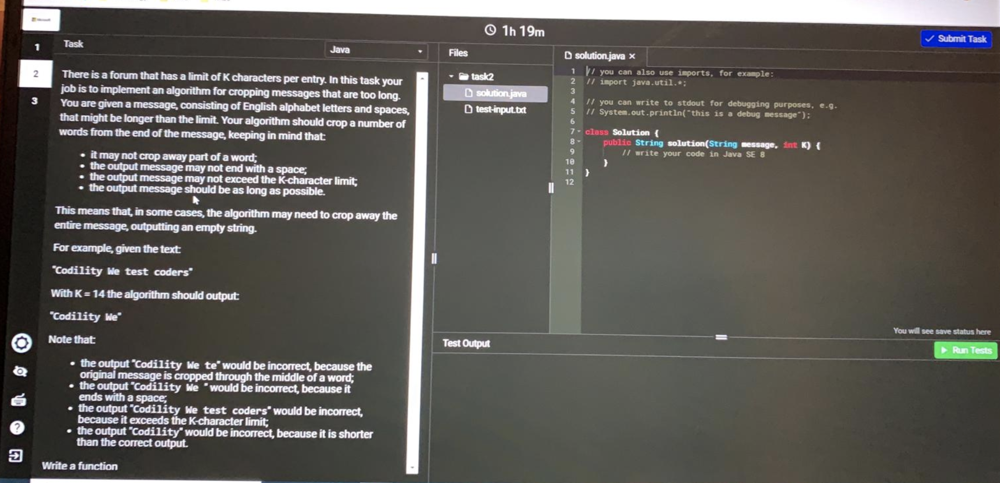 1h 19m
Submit Task
1
2
3
Task
Java
There is a forum that has a limit of K characters per entry. In this task your
job is to implement an algorithm for cropping messages that are too long.
You are given a message, consisting of English alphabet letters and spaces,
that might be longer than the limit. Your algorithm should crop a number of
words from the end of the message, keeping in mind that:
• it may not crop away part of a word;
• the output message may not end with a space;
• the output message may not exceed the K-character limit;
• the output message should be as long as possible.
This means that, in some cases, the algorithm may need to crop away the
entire message, outputting an empty string.
For example, given the text:
"Codility We test coders"
With K = 14 the algorithm should output:
"Codility We"
Note that:
• the output "Codility We te" would be incorrect, because the
original message is cropped through the middle of a word;
• the output "Codility We " would be incorrect, because it
ends with a space;
• the output "Codility We test coders" would be incorrect,
because it exceeds the K-character limit;
• the output "Codility" would be incorrect, because it is shorter
than the correct output.
Write a function
Files
task2
solution.java
test-input.txt
solution.java ×
1 // you can also use imports, for example:
2 // import java.util.*;
3
4 // you can write to stdout for debugging purposes, e.g.
5 // System.out.println("this is a debug message");
6
7 class Solution {
8 public String solution(String message, int K) {
9 // write your code in Java SE 8
10 }
11 }
12
You will see save status here
Test Output
Run Tests